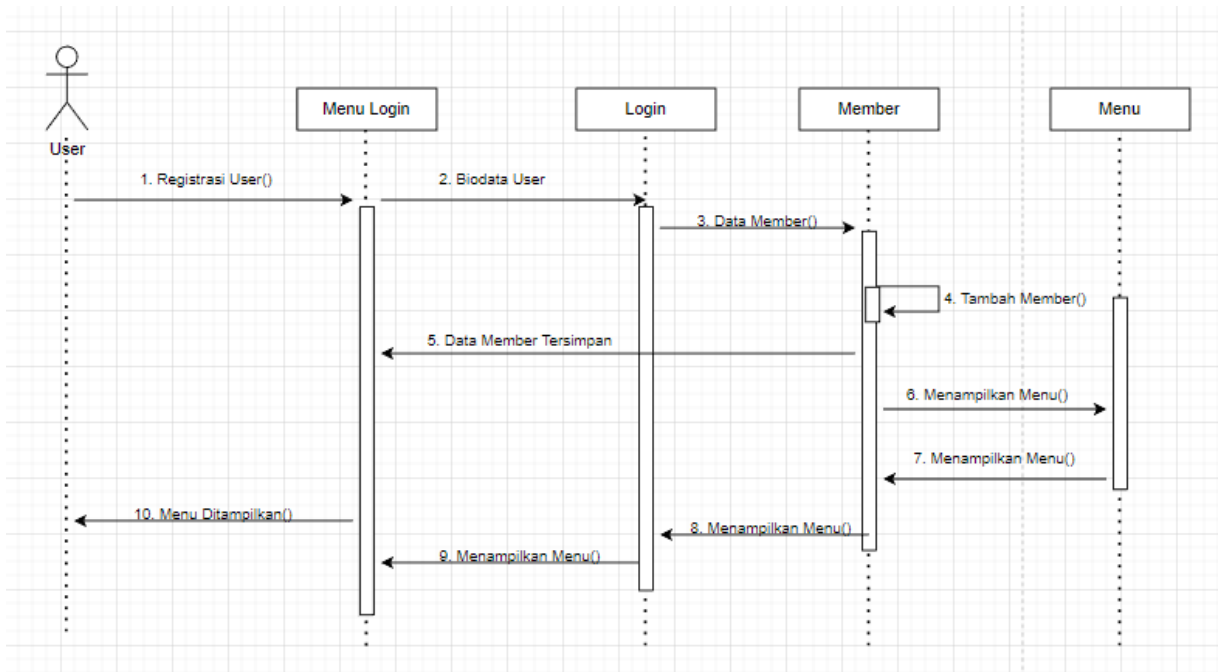 Menu Login
Login
Member
Menu
User
1. Registrasi User()
2. Biodata User
3. Data Member()
4. Tambah Member()
5. Data Member Tersimpan
6. Menampilkan Menu()
7. Menampilkan Menu()
10. Menu Ditampilkan()
8. Menampilkan Menu()
9. Menampilkan Menu()